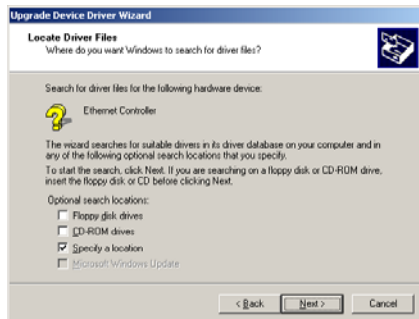 Upgrade Device Driver Wizard
Locate Driver Files
Where do you want Windows to search for driver files?
Search for driver files for the following hardware device:
Ethernet Controller
The wizard searches for suitable drivers in its driver database on your computer and in
any of the following optional search locations that you specify.
To start the search, click Next. If you are searching on a floppy disk or CD-ROM drive,
insert the floppy disk or CD before clicking Next.
Optional search locations:
Floppy disk drives
CD-ROM drives
Specify a location
Microsoft Windows Update
< Back Next > Cancel